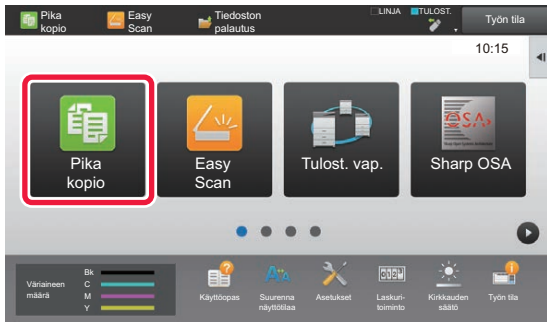 Pika
kopio
Easy
Scan
Tiedoston
palautus
LINJA
TULOST.
Työn tila
10:15
Pika
kopio
Easy
Scan
Tulost. vap.
OSA
Sharp OSA
Väriaineen
määrä
Bk
C
M
Y
Käyttöopas
Suurenna
näyttötilaa
Asetukset
Laskuri-
toiminto
Kirkkauden
säätö
Työn tila